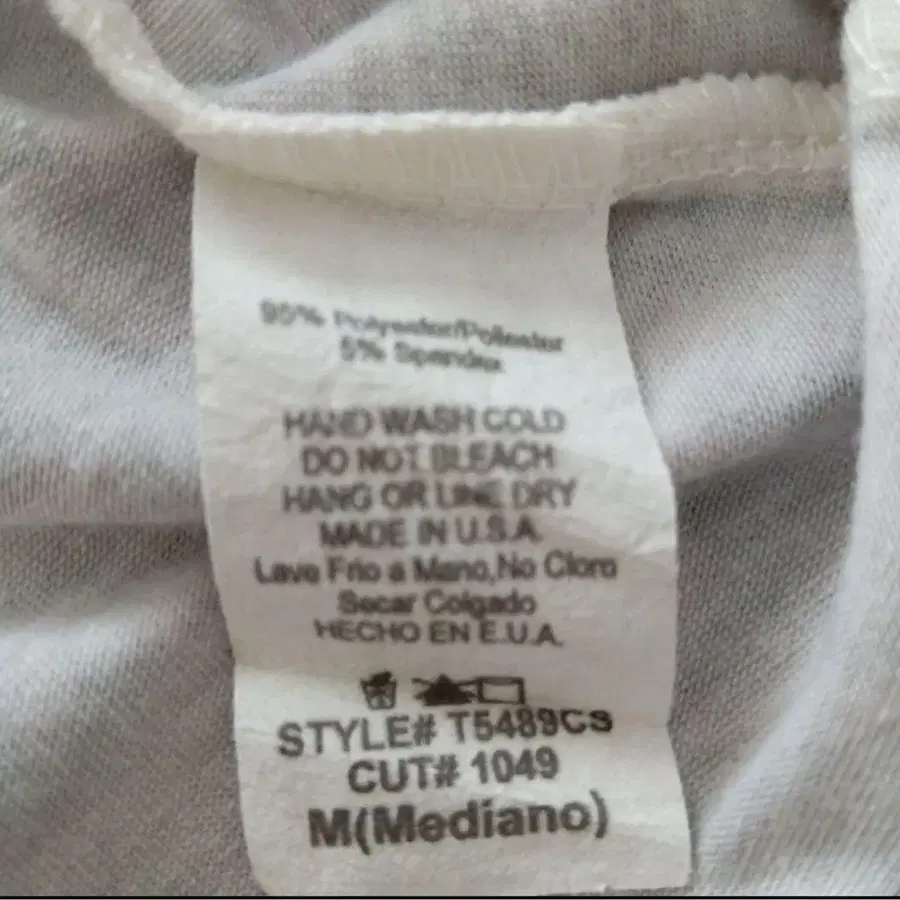 95% Polyester/Poliester
5% Spandex
HAND WASH COLD
DO NOT BLEACH
HANG OR LINE DRY
MADE IN U.S.A.
Lave Frio a Mano,No Cloro
Secar Colgado
HECHO EN E.U.A.
STYLE# T5489CS
CUT# 1049
M(Mediano)